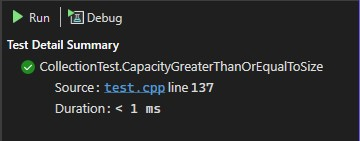 Run Debug
Test Detail Summary
CollectionTest.CapacityGreaterThanOrEqualToSize
Source: test.cpp line 137
Duration: < 1 ms